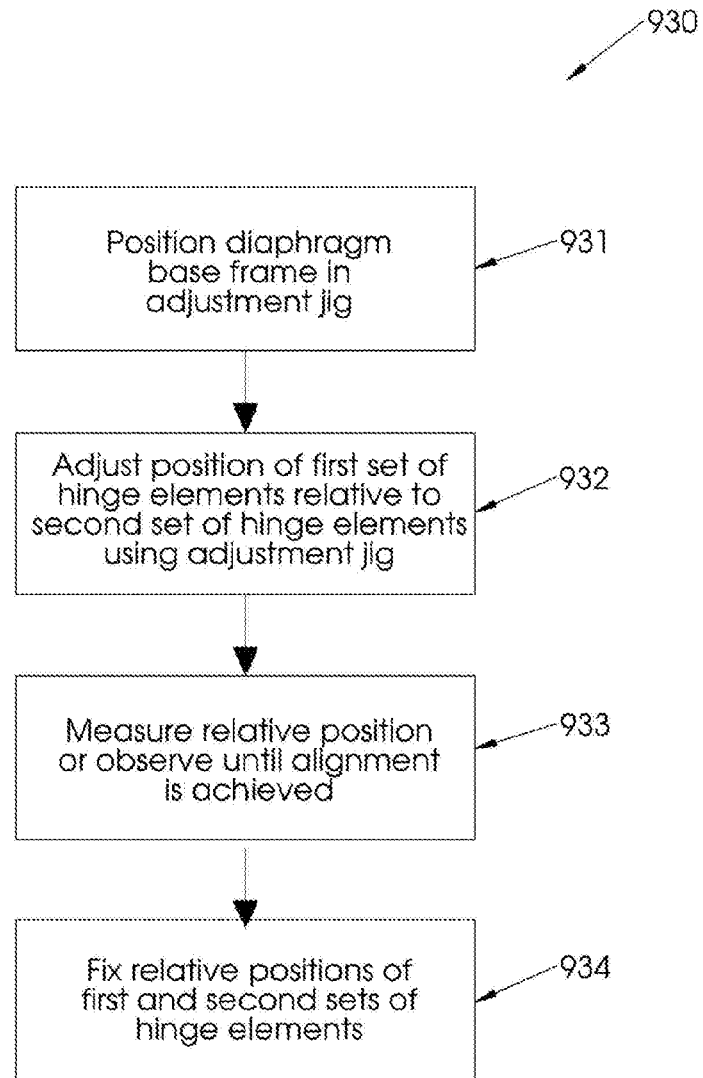 930
Position diaphragm
base frame in
adjustment jig
931
Adjust position of first set of
hinge elements relative to
second set of hinge elements
using adjustment jig
932
Measure relative position
or observe until alignment
is achieved
933
Fix relative positions of
first and second sets of
hinge elements
934